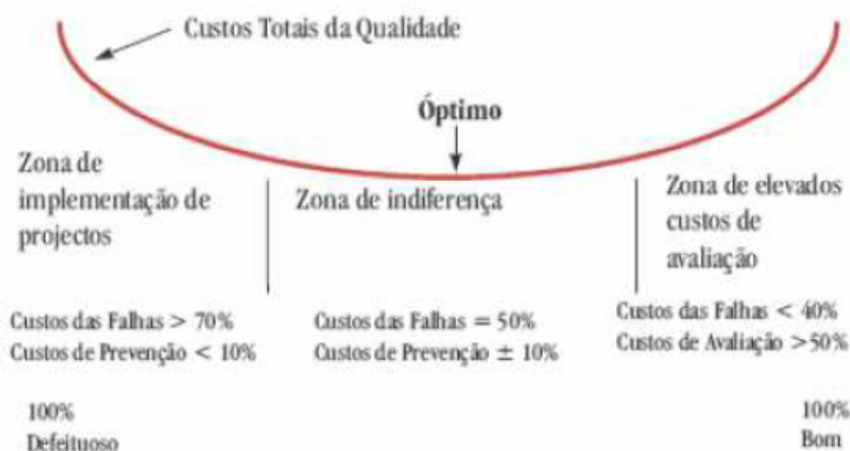 Custos Totais da Qualidade
Óptimo
Zona de
implementação de
projectos
Zona de indiferença
Zona de elevados
custos de
avaliação
Custos das Falhas > 70%
Custos de Prevenção < 10%
Custos das Falhas = 50%
Custos de Prevenção ± 10%
Custos das Falhas < 40%
Custos de Avaliação >50%
100%
Defeituoso
100%
Bom